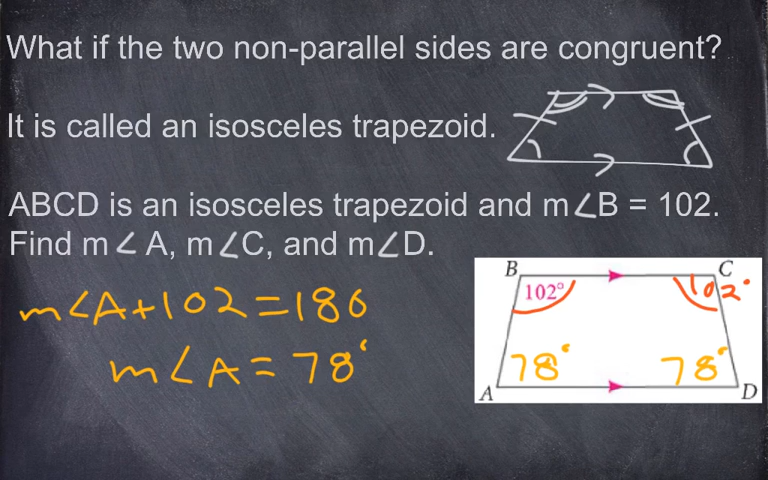 What if the two non-parallel sides are congruent?
It is called an isosceles trapezoid.
ABCD is an isosceles trapezoid and m∠B = 102.
Find m∠A, m∠C, and m∠D.
m∠A+102=180
m∠A=78°
B
C
102°
102°
78°
78°
A
D